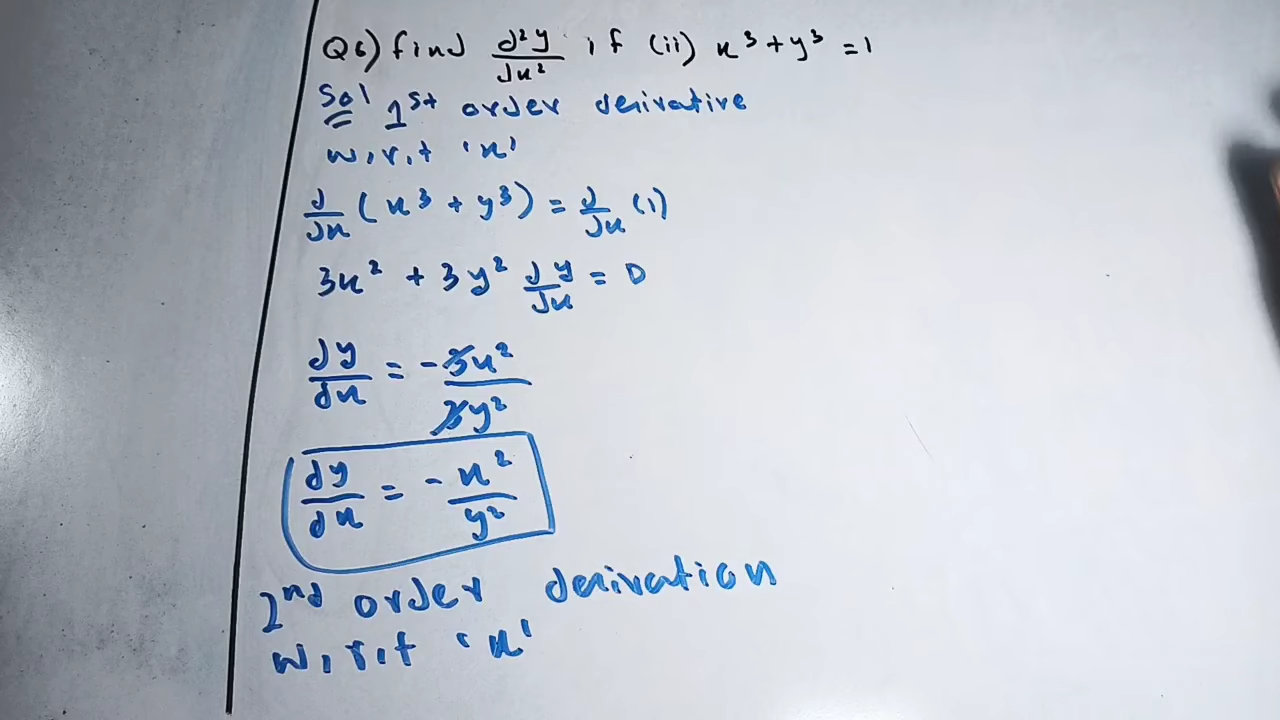 Q6) find d²y/dx² if (ii) x³ + y³ = 1
Sol 1st order derivative
w.r.t 'x'
d/dx (x³ + y³) = d/dx (1)
3x² + 3y² dy/dx = 0
dy/dx = -3x²/3y²
dy/dx = -x²/y²
2nd order derivation
w.r.t 'x'